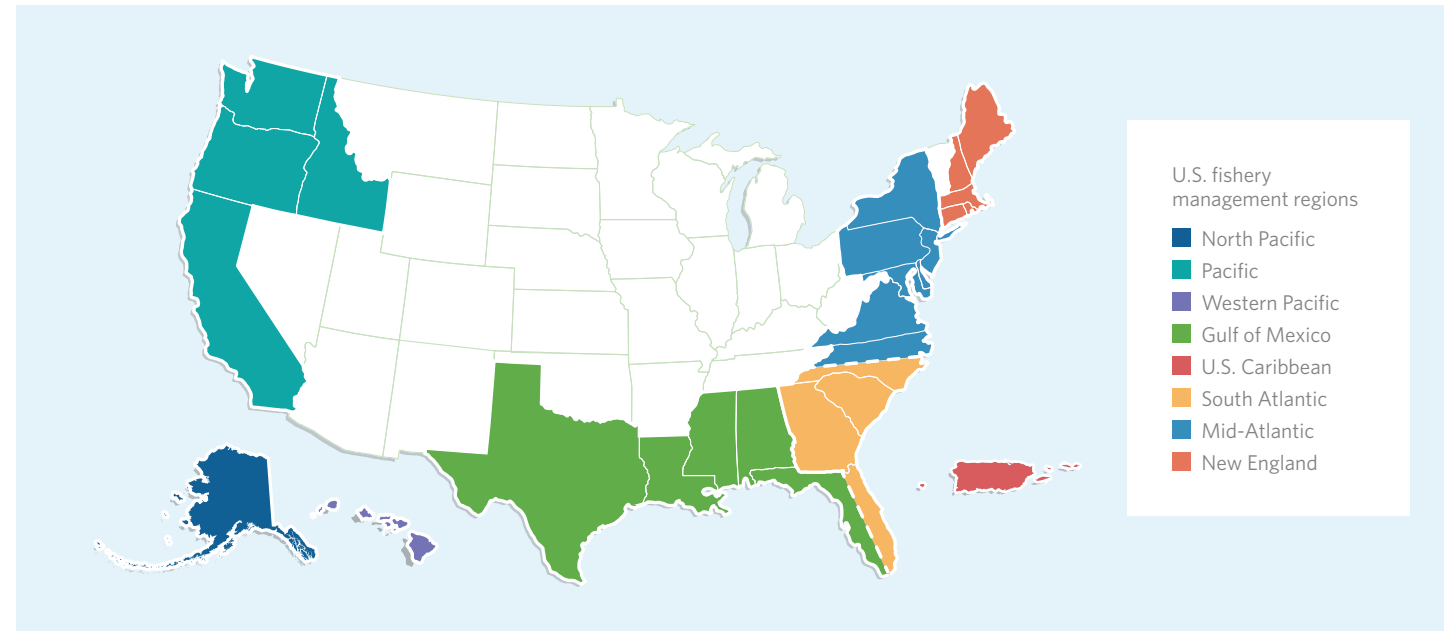 U.S. fishery
management regions
North Pacific
Pacific
Western Pacific
Gulf of Mexico
U.S. Caribbean
South Atlantic
Mid-Atlantic
New England